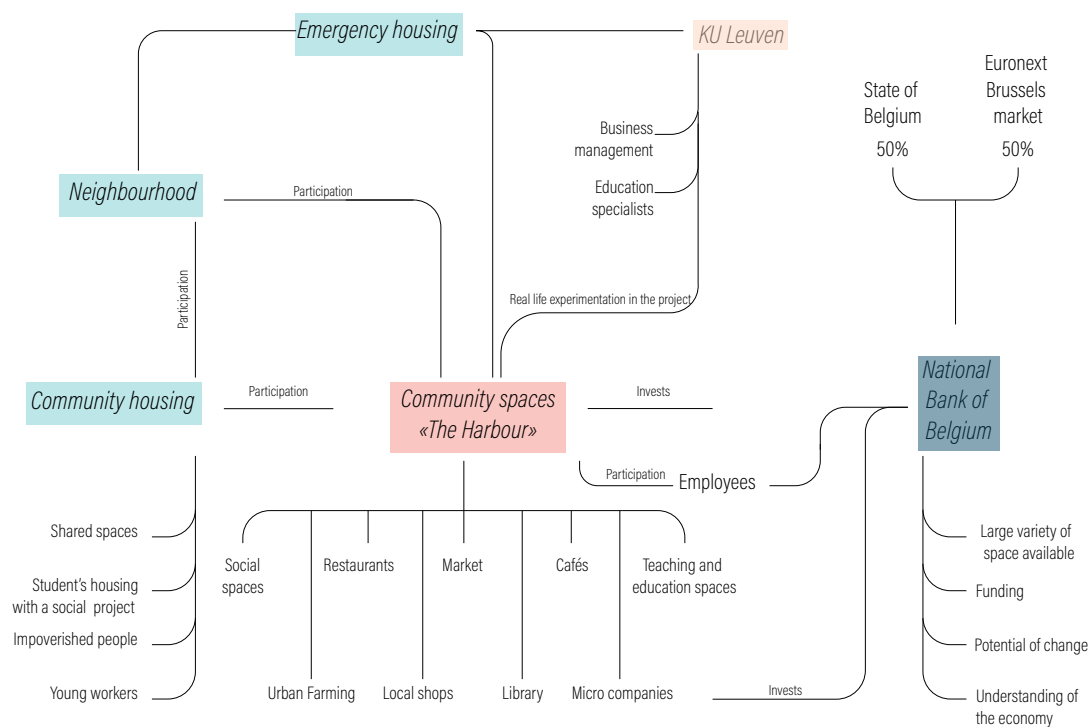 Emergency housing
KU Leuven
Euronext
Brussels
market
50%
State of
Belgium
50%
Business
management
Education
specialists
Neighbourhood
Participation
Participation
Real life experimentation in the project
Community housing
Participation
Community spaces
«The Harbour»
Invests
National
Bank of
Belgium
Participation
Employees
Shared spaces
Student's housing
with a social project
Impoverished people
Young workers
Social
spaces
Restaurants
Market
Cafés
Teaching and
education spaces
Urban Farming
Local shops
Library
Micro companies
Invests
Large variety of
space available
Funding
Potential of change
Understanding of
the economy